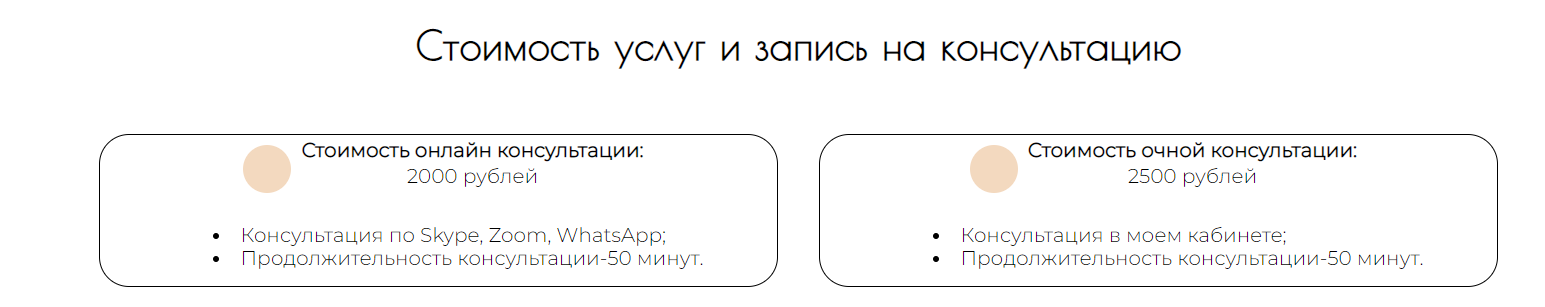 Стоимость услуг и запись на консультацию
Стоимость онлайн консультации:
2000 рублей
Консультация по Skype, Zoom, WhatsApp;
Продолжительность консультации-50 минут.
Стоимость очной консультации:
2500 рублей
Консультация в моем кабинете;
Продолжительность консультации-50 минут.